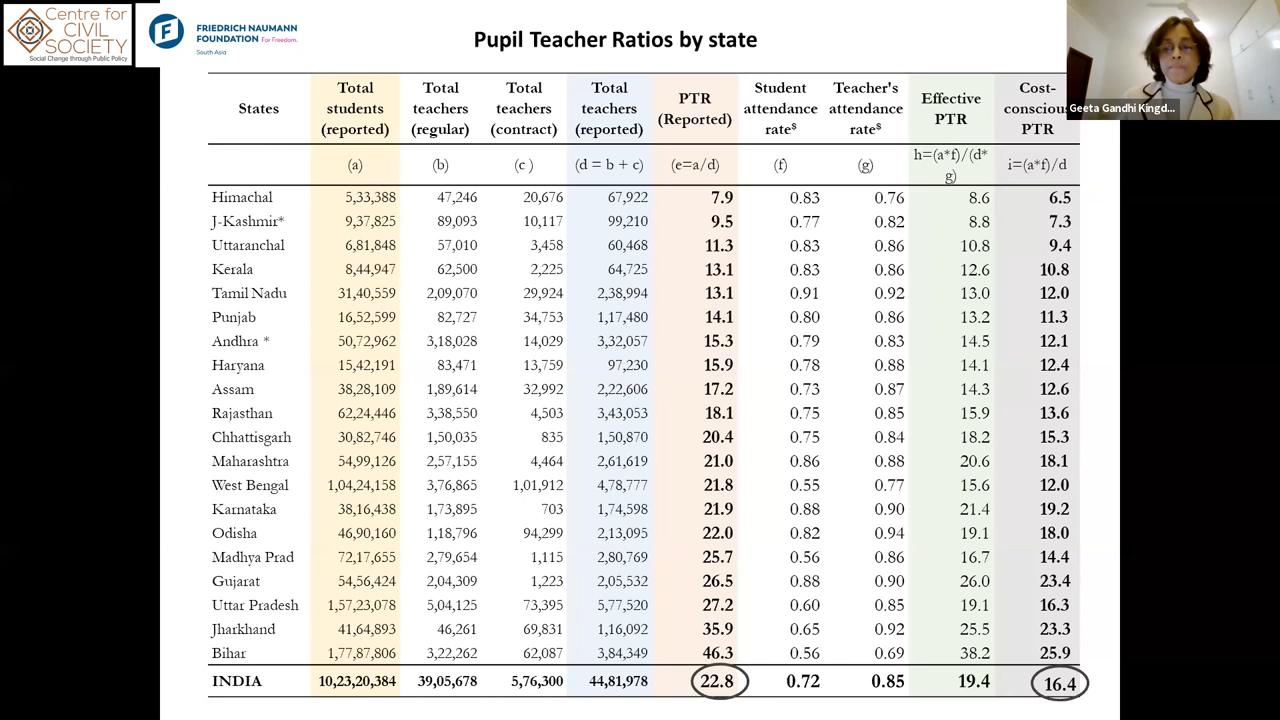 Centre for
CIVIL
SOCIETY
Social Change through Public Policy
FRIEDRICH NAUMANN
FOUNDATION For Freedom.
South Asia
Pupil Teacher Ratios by state
Geeta Gandhi Kingd...
States Total students (reported) Total teachers (regular) Total teachers (contract) Total teachers (reported) PTR (Reported) Student attendance rate$ Teacher's attendance rate$ Effective PTR Cost-conscious PTR
(a) (b) (c ) (d = b + c) (e=a/d) (f) (g) h=(a*f)/(d*g) i=(a*f)/d
Himachal 5,33,388 47,246 20,676 67,922 7.9 0.83 0.76 8.6 6.5
J-Kashmir* 9,37,825 89,093 10,117 99,210 9.5 0.77 0.82 8.8 7.3
Uttaranchal 6,81,848 57,010 3,458 60,468 11.3 0.83 0.86 10.8 9.4
Kerala 8,44,947 62,500 2,225 64,725 13.1 0.83 0.86 12.6 10.8
Tamil Nadu 31,40,559 2,09,070 29,924 2,38,994 13.1 0.91 0.92 13.0 12.0
Punjab 16,52,599 82,727 34,753 1,17,480 14.1 0.80 0.86 13.2 11.3
Andhra * 50,72,962 3,18,028 14,029 3,32,057 15.3 0.79 0.83 14.5 12.1
Haryana 15,42,191 83,471 13,759 97,230 15.9 0.78 0.88 14.1 12.4
Assam 38,28,109 1,89,614 32,992 2,22,606 17.2 0.73 0.87 14.3 12.6
Rajasthan 62,24,446 3,38,550 4,503 3,43,053 18.1 0.75 0.85 15.9 13.6
Chhattisgarh 30,82,746 1,50,035 835 1,50,870 20.4 0.75 0.84 18.2 15.3
Maharashtra 54,99,126 2,57,155 4,464 2,61,619 21.0 0.86 0.88 20.6 18.1
West Bengal 1,04,24,158 3,76,865 1,01,912 4,78,777 21.8 0.55 0.77 15.6 12.0
Karnataka 38,16,438 1,73,895 703 1,74,598 21.9 0.88 0.90 21.4 19.2
Odisha 46,90,160 1,18,796 94,299 2,13,095 22.0 0.82 0.94 19.1 18.0
Madhya Prad 72,17,655 2,79,654 1,115 2,80,769 25.7 0.56 0.86 16.7 14.4
Gujarat 54,56,424 2,04,309 1,223 2,05,532 26.5 0.88 0.90 26.0 23.4
Uttar Pradesh 1,57,23,078 5,04,125 73,395 5,77,520 27.2 0.60 0.85 19.1 16.3
Jharkhand 41,64,893 46,261 69,831 1,16,092 35.9 0.65 0.92 25.5 23.3
Bihar 1,77,87,806 3,22,262 62,087 3,84,349 46.3 0.56 0.69 38.2 25.9
INDIA 10,23,20,384 39,05,678 5,76,300 44,81,978 22.8 0.72 0.85 19.4 16.4